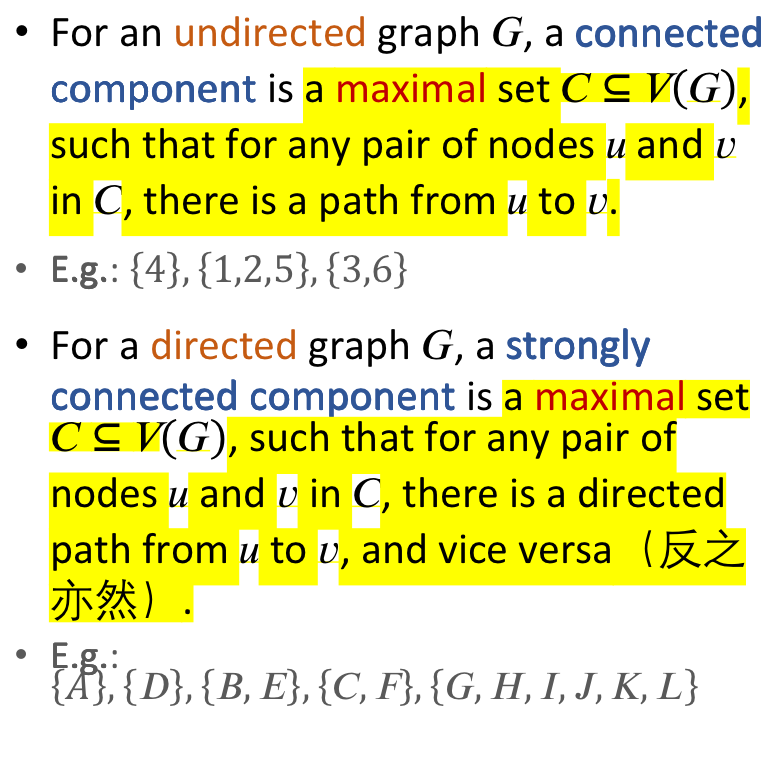 • For an undirected graph G, a connected
component is a maximal set C ⊆ V(G),
such that for any pair of nodes u and v
in C, there is a path from u to v.
• E.g.: {4}, {1,2,5}, {3,6}
• For a directed graph G, a strongly
connected component is a maximal set
C ⊆ V(G), such that for any pair of
nodes u and v in C, there is a directed
path from u to v, and vice versa（反之
亦然）.
• E.g.:
{A}, {D}, {B, E}, {C, F}, {G, H, I, J, K, L}